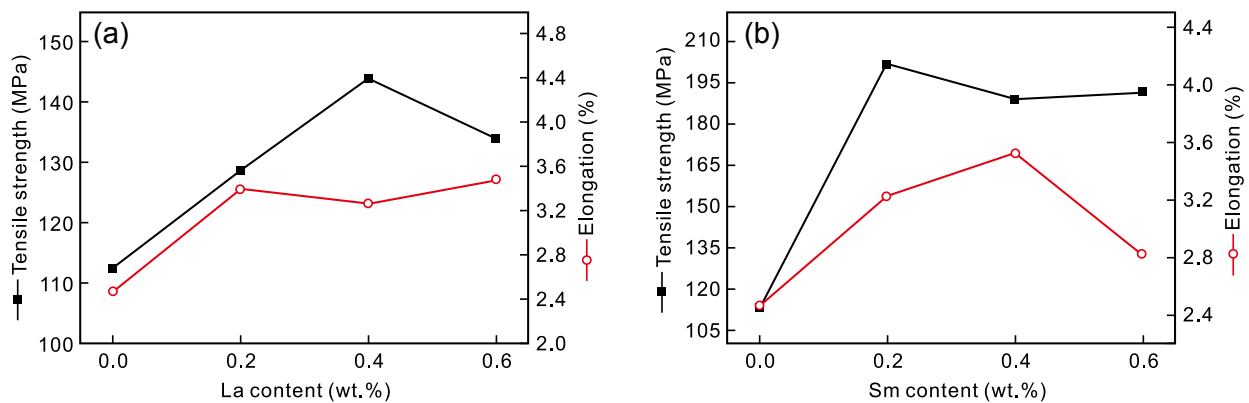 (a)
150
140
130
120
110
100
Tensile strength (MPa)
4.8
4.4
4.0
3.6
3.2
2.8
2.4
2.0
Elongation (%)
0.0 0.2 0.4 0.6
La content (wt.%)
(b)
210
195
180
165
150
135
120
105
Tensile strength (MPa)
4.4
4.0
3.6
3.2
2.8
2.4
Elongation (%)
0.0 0.2 0.4 0.6
Sm content (wt.%)